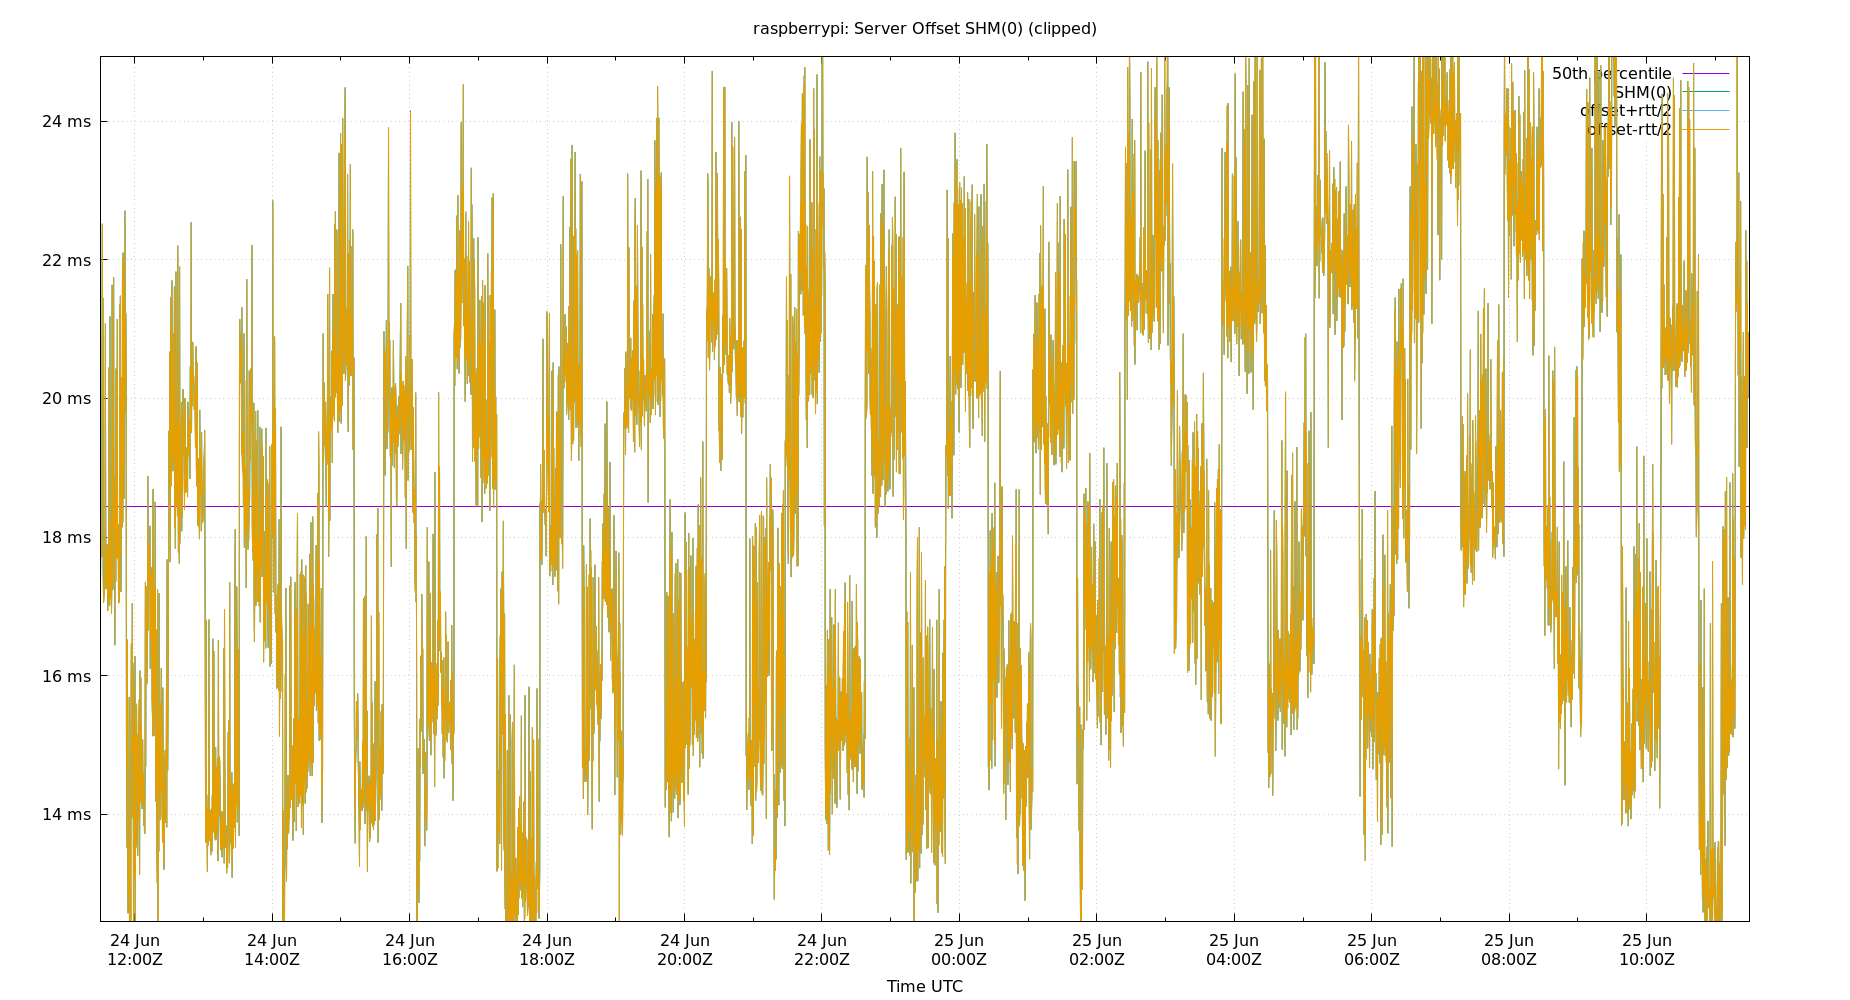 raspberrypi: Server Offset SHM(0) (clipped)
50th percentile
SHM(0)
offset+rtt/2
offset-rtt/2
24 ms
22 ms
20 ms
18 ms
16 ms
14 ms
24 Jun 24 Jun 24 Jun 24 Jun 24 Jun 24 Jun 25 Jun 25 Jun 25 Jun 25 Jun 25 Jun 25 Jun
12:00Z 14:00Z 16:00Z 18:00Z 20:00Z 22:00Z 00:00Z 02:00Z 04:00Z 06:00Z 08:00Z 10:00Z
Time UTC